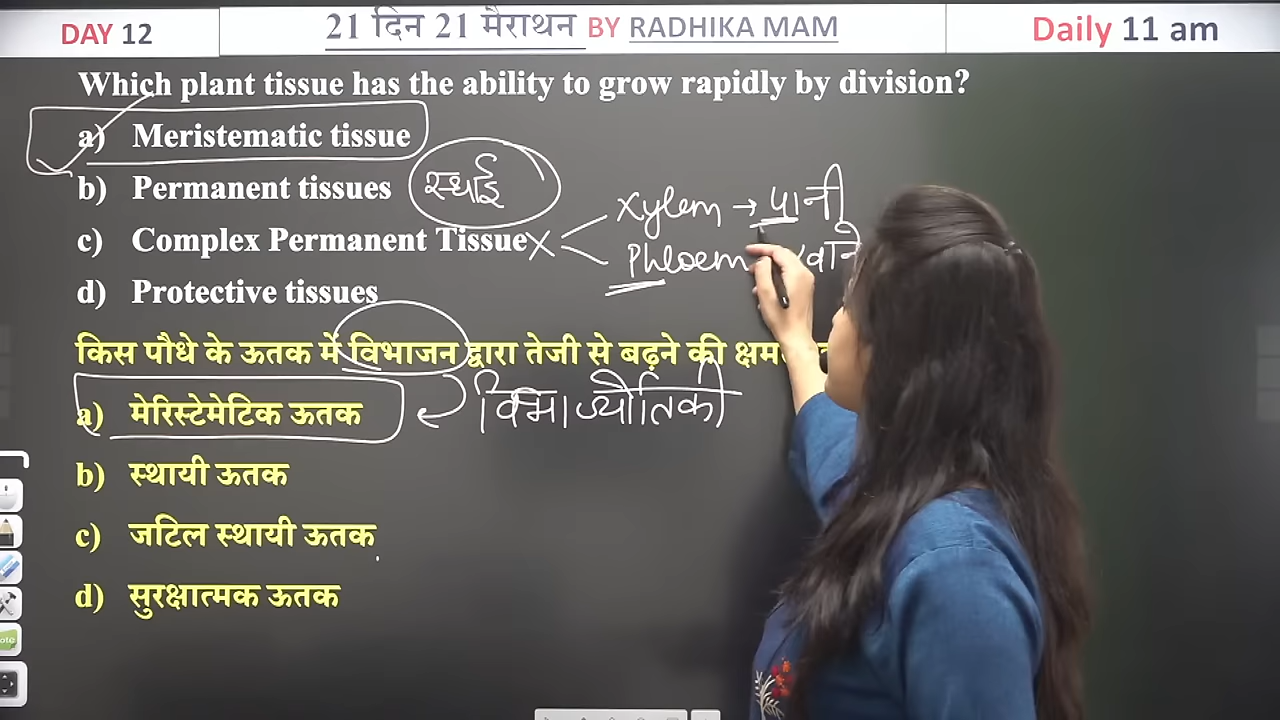 DAY 12
21 दिन 21 मैराथन BY RADHIKA MAM
Daily 11 am
Which plant tissue has the ability to grow rapidly by division?
a) Meristematic tissue
b) Permanent tissues स्थाई
c) Complex Permanent Tissue
Xylem → पानी
Phloem
d) Protective tissues
किस पौधे के ऊतक में विभाजन द्वारा तेजी से बढ़ने की
a) मेरिस्टेमेटिक ऊतक
b) स्थायी ऊतक
c) जटिल स्थायी ऊतक
d) सुरक्षात्मक ऊतक